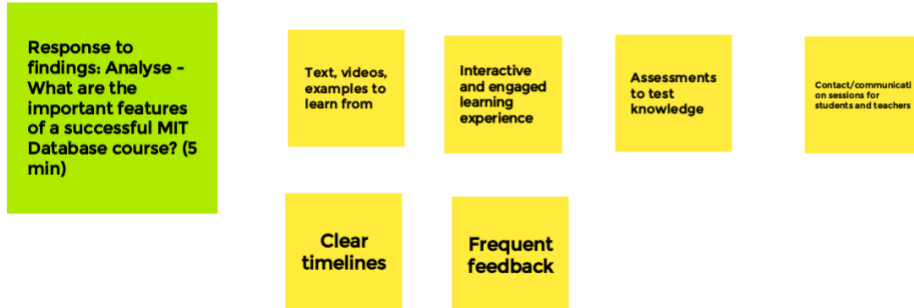 Response to
findings: Analyse -
What are the
important features
of a successful MIT
Database course? (5
min)
Text, videos,
examples to
learn from
Interactive
and engaged
learning
experience
Assessments
to test
knowledge
Contact/communicati
on sessions for
students and teachers
Clear
timelines
Frequent
feedback